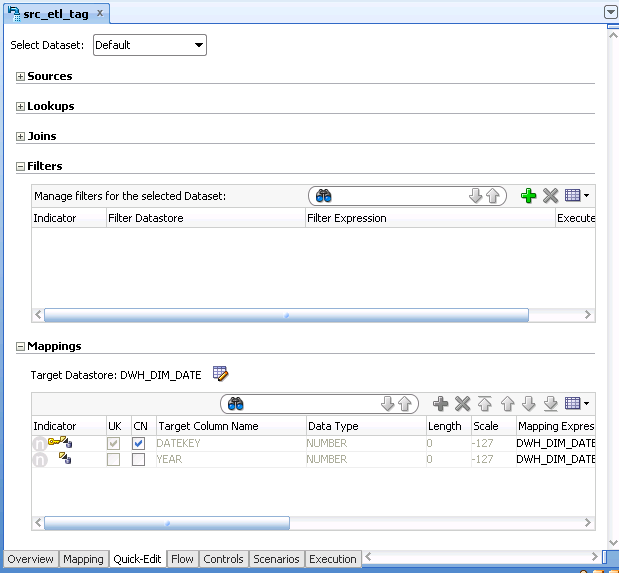 src_etl_tag x
Select Dataset: Default
Sources
Lookups
Joins
Filters
Manage filters for the selected Dataset:
Indicator Filter Datastore Filter Expression Execute
Mappings
Target Datastore: DWH_DIM_DATE
Indicator UK CN Target Column Name Data Type Length Scale Mapping Expres
n DATEKEY NUMBER 0 -127 DWH_DIM_DATE
n YEAR NUMBER 0 -127 DWH_DIM_DATE
Overview Mapping Quick-Edit Flow Controls Scenarios Execution